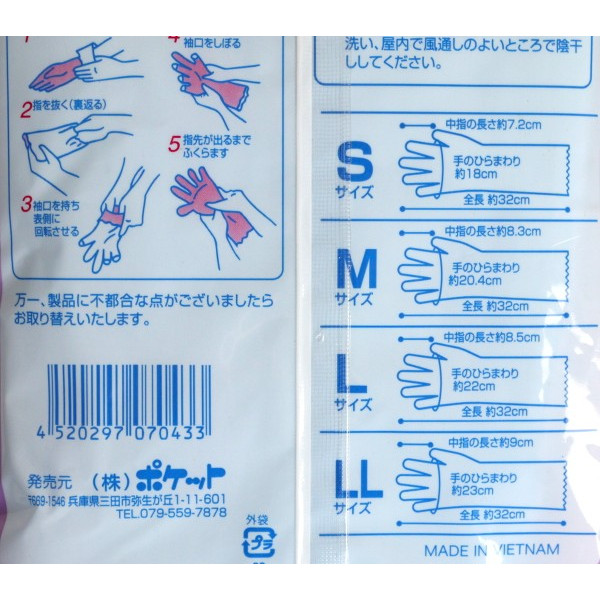 4 袖口をしぼる
2 指を抜く(裏返る)
5 指先が出るまで
ふくらます
3 袖口を持ち
表側に
回転させる
万一、製品に不都合な点がございましたら
お取り替えいたします。
4 520297 070433
発売元 (株)ポケット
〒669-1546 兵庫県三田市弥生が丘1-11-601
TEL.079-559-7878
外袋
プラ
洗い、屋内で風通しのよいところで陰干
ししてください。
中指の長さ約7.2cm
S
サイズ
手のひらまわり
約18cm
全長 約32cm
中指の長さ約8.3cm
M
サイズ
手のひらまわり
約20.4cm
全長 約32cm
中指の長さ約8.5cm
L
サイズ
手のひらまわり
約22cm
全長 約32cm
中指の長さ約9cm
LL
サイズ
手のひらまわり
約23cm
全長 約32cm
MADE IN VIETNAM